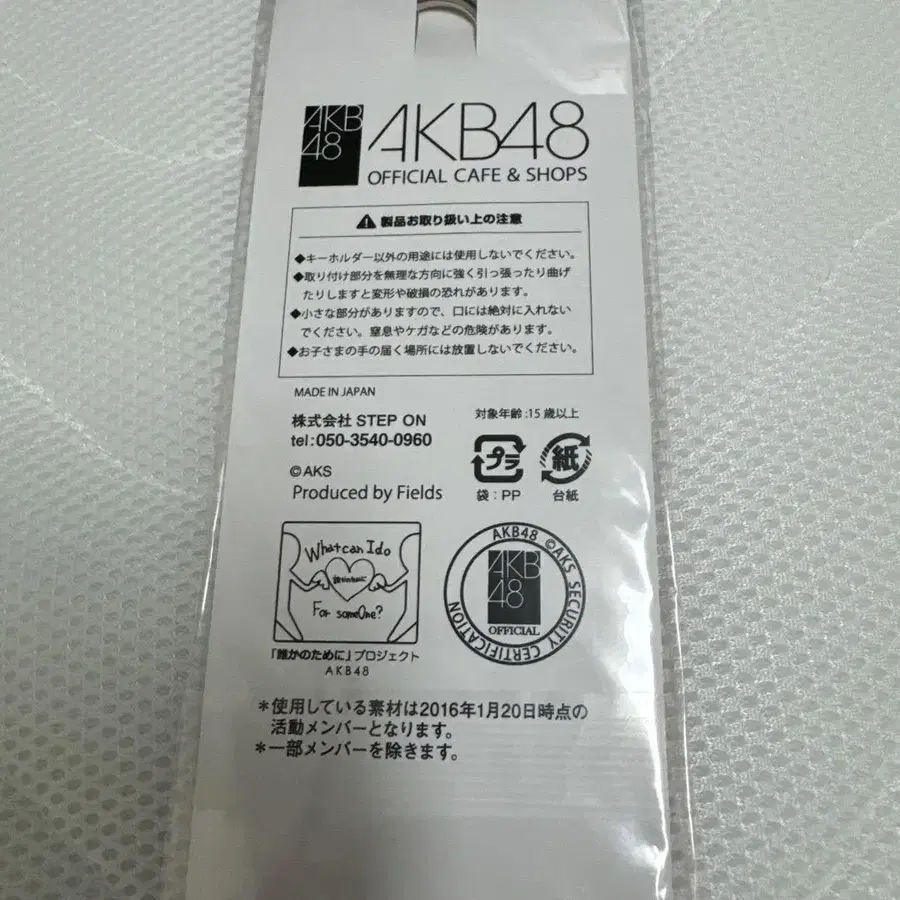 AKB
48
AKB48
OFFICIAL CAFE & SHOPS
製品お取り扱い上の注意
◆キーホルダー以外の用途には使用しないでください。
◆取り付け部分を無理な方向に強く引っ張ったり曲げ
たりしますと変形や破損の恐れがあります。
◆小さな部分がありますので、口には絶対に入れない
でください。窒息やケガなどの危険があります。
◆お子さまの手の届く場所には放置しないでください。
MADE IN JAPAN
株式会社 STEP ON
tel:050-3540-0960
©AKS
Produced by Fields
対象年齢:15歳以上
プラ
袋:PP
紙
台紙
What can I do
誰かのために
For someOne?
「誰かのために」プロジェクト
AKB48
AKB48 ©AKS SECURITY CERTIFICATION
AKB
48
OFFICIAL
*使用している素材は2016年1月20日時点の
活動メンバーとなります。
*一部メンバーを除きます。